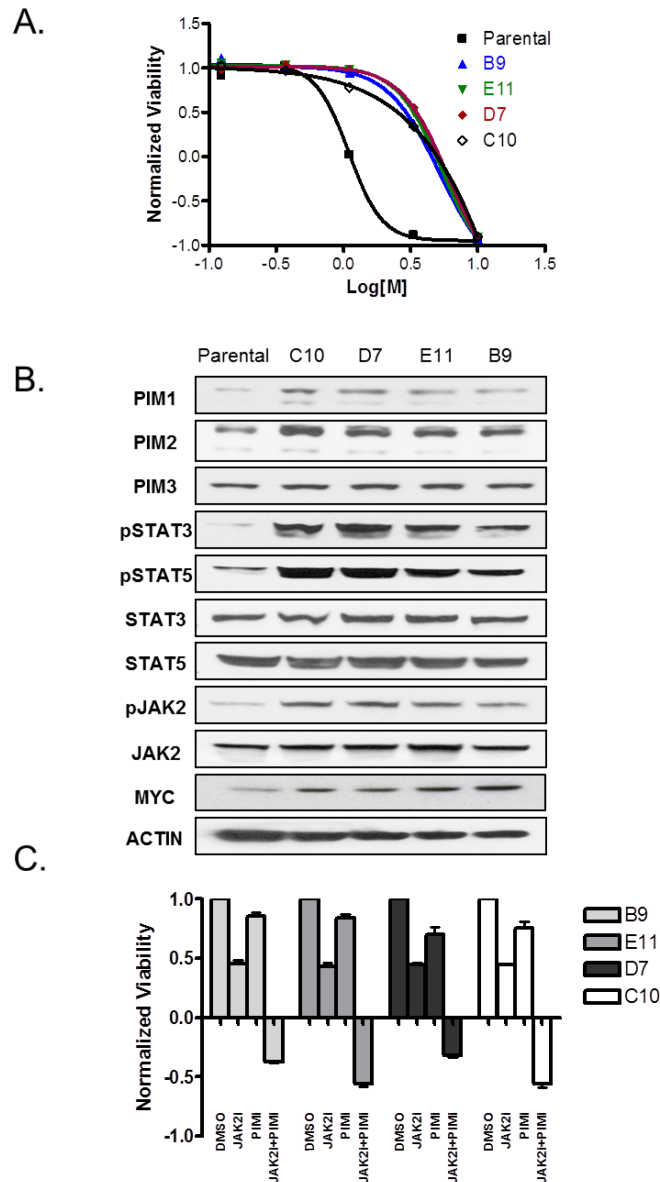 A.
1.5
1.0
0.5
0.0
-0.5
-1.0
Normalized Viability
-1.0 -0.5 0.0 0.5 1.0 1.5
Log[M]
Parental
B9
E11
D7
C10
B.
Parental C10 D7 E11 B9
PIM1
PIM2
PIM3
pSTAT3
pSTAT5
STAT3
STAT5
pJAK2
JAK2
MYC
ACTIN
C.
1.0
0.5
0.0
-0.5
-1.0
Normalized Viability
DMSO JAK2I PIMI JAK2I+PIMI DMSO JAK2I PIMI JAK2I+PIMI DMSO JAK2I PIMI JAK2I+PIMI DMSO JAK2I PIMI JAK2I+PIMI
B9
E11
D7
C10